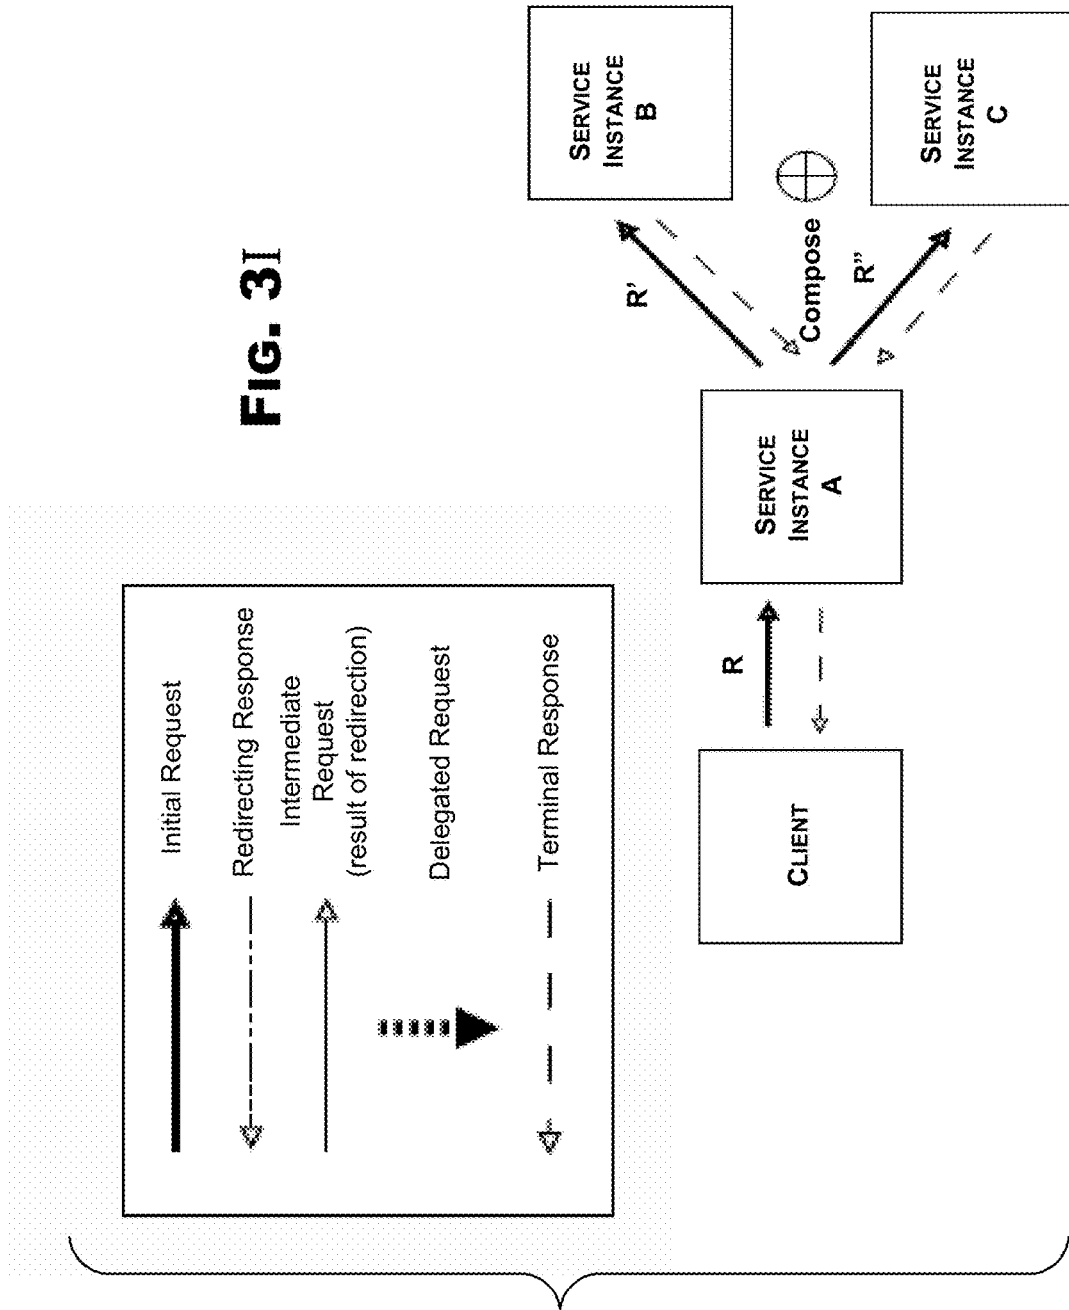 FIG. 3I
Initial Request
Redirecting Response
Intermediate
Request
(result of redirection)
Delegated Request
Terminal Response
CLIENT
R
SERVICE
INSTANCE
A
R'
Compose
R''
SERVICE
INSTANCE
B
SERVICE
INSTANCE
C